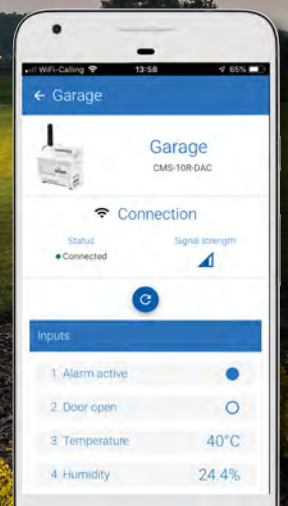 WiFi-Calling 13:58 65%
← Garage
Garage
CMS-10R-DAC
Connection
Status Signal strength
Connected
Inputs
1. Alarm active
2. Door open
3. Temperature 40°C
4. Humidity 24.4%